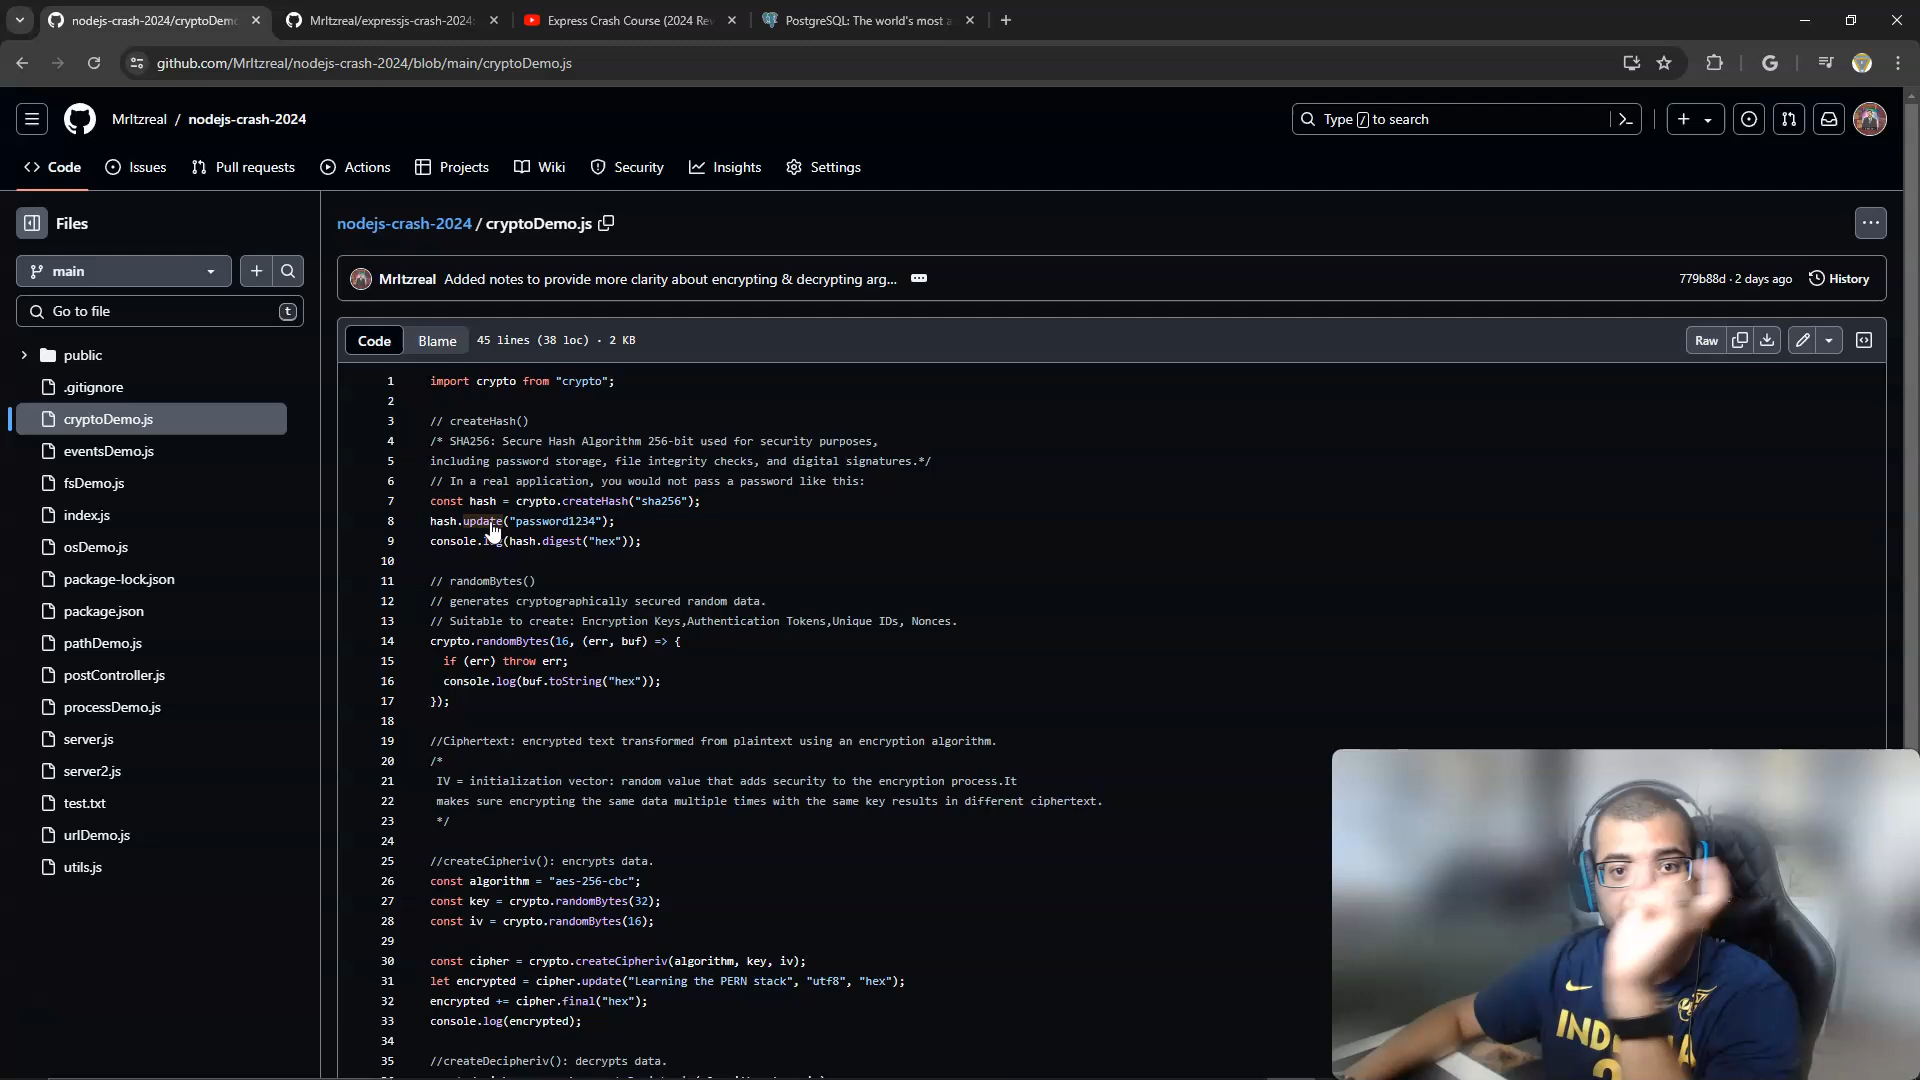 nodejs-crash-2024/cryptoDem
MrItzreal/expressjs-crash-2024
Express Crash Course (2024 Rev
PostgreSQL: The world's most a
github.com/MrItzreal/nodejs-crash-2024/blob/main/cryptoDemo.js
MrItzreal / nodejs-crash-2024
Type / to search
Code
Issues
Pull requests
Actions
Projects
Wiki
Security
Insights
Settings
Files
main
Go to file
t
public
.gitignore
cryptoDemo.js
eventsDemo.js
fsDemo.js
index.js
osDemo.js
package-lock.json
package.json
pathDemo.js
postController.js
processDemo.js
server.js
server2.js
test.txt
urlDemo.js
utils.js
nodejs-crash-2024 / cryptoDemo.js
MrItzreal Added notes to provide more clarity about encrypting & decrypting arg...
779b88d · 2 days ago
History
Code
Blame
45 lines (38 loc) · 2 KB
Raw
1 import crypto from "crypto";
2
3 // createHash()
4 /* SHA256: Secure Hash Algorithm 256-bit used for security purposes,
5 including password storage, file integrity checks, and digital signatures.*/
6 // In a real application, you would not pass a password like this:
7 const hash = crypto.createHash("sha256");
8 hash.update("password1234");
9 console.log(hash.digest("hex"));
10
11 // randomBytes()
12 // generates cryptographically secured random data.
13 // Suitable to create: Encryption Keys,Authentication Tokens,Unique IDs, Nonces.
14 crypto.randomBytes(16, (err, buf) => {
15 if (err) throw err;
16 console.log(buf.toString("hex"));
17 });
18
19 //Ciphertext: encrypted text transformed from plaintext using an encryption algorithm.
20 /*
21 IV = initialization vector: random value that adds security to the encryption process.It
22 makes sure encrypting the same data multiple times with the same key results in different ciphertext.
23 */
24
25 //createCipheriv(): encrypts data.
26 const algorithm = "aes-256-cbc";
27 const key = crypto.randomBytes(32);
28 const iv = crypto.randomBytes(16);
29
30 const cipher = crypto.createCipheriv(algorithm, key, iv);
31 let encrypted = cipher.update("Learning the PERN stack", "utf8", "hex");
32 encrypted += cipher.final("hex");
33 console.log(encrypted);
34
35 //createDecipheriv(): decrypts data.